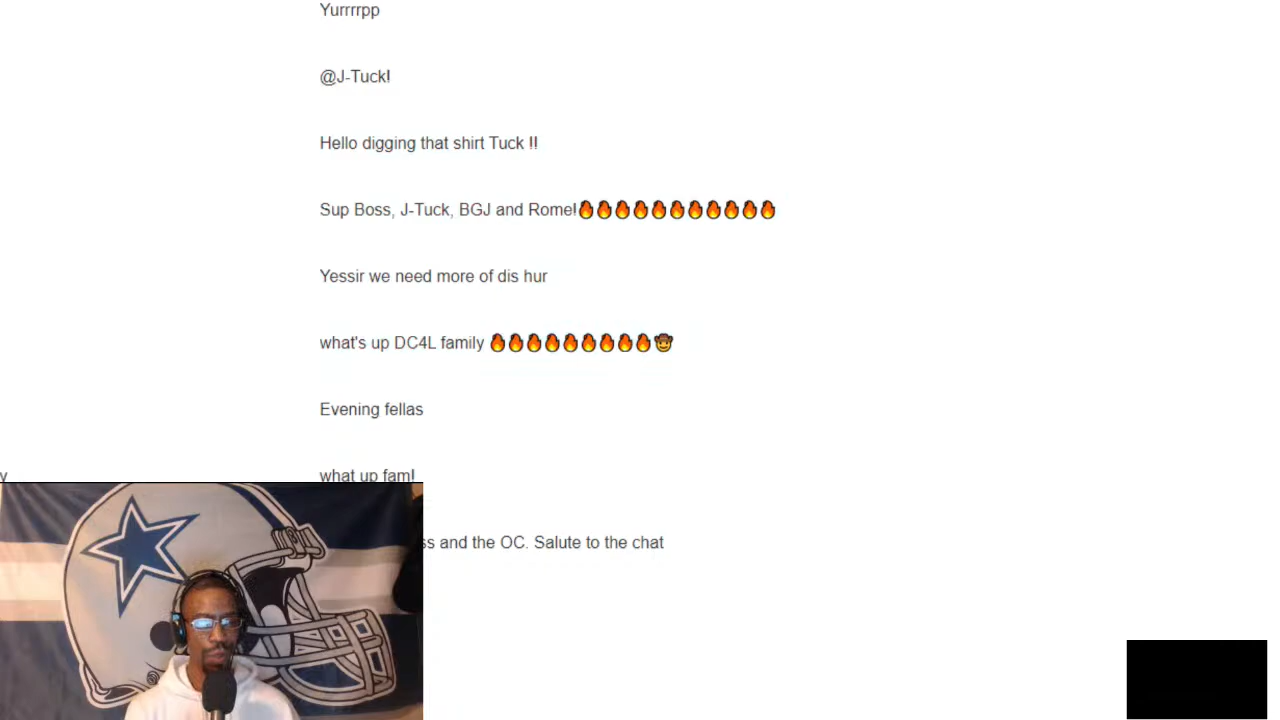 Yurrrrpp
@J-Tuck!
Hello digging that shirt Tuck !!
Sup Boss, J-Tuck, BGJ and Rome!🔥🔥🔥🔥🔥🔥🔥🔥🔥🔥🔥
Yessir we need more of dis hur
what's up DC4L family 🔥🔥🔥🔥🔥🔥🔥🔥🔥🤠
Evening fellas
what up fam!
and the OC. Salute to the chat